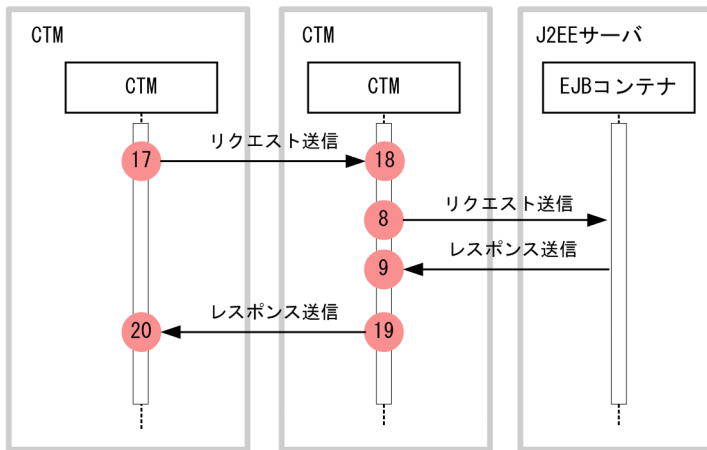 CTM
CTM
J2EEサーバ
CTM
CTM
EJBコンテナ
リクエスト送信
17
18
リクエスト送信
8
レスポンス送信
9
レスポンス送信
20
19